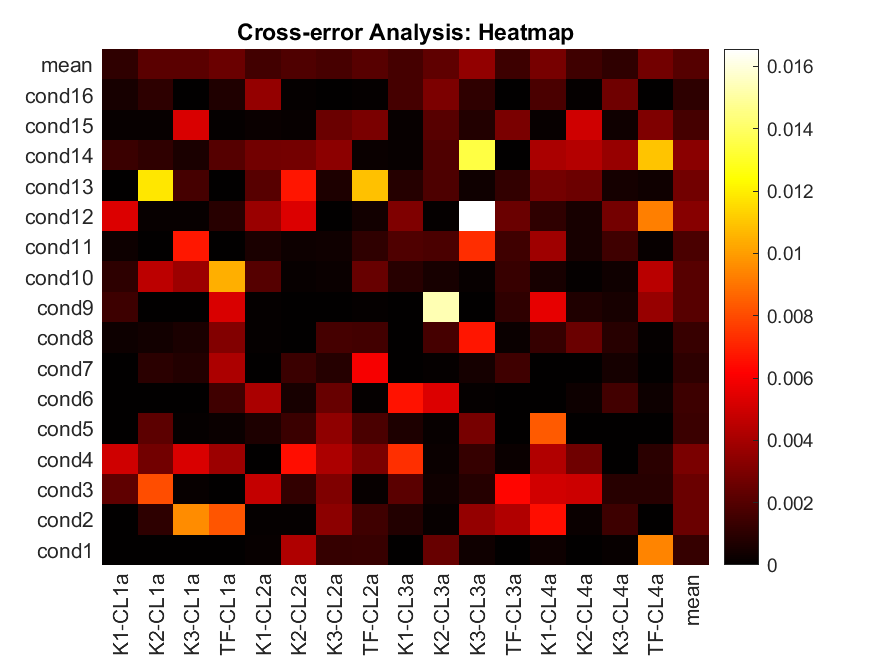 Cross-error Analysis: Heatmap
mean
cond16
cond15
cond14
cond13
cond12
cond11
cond10
cond9
cond8
cond7
cond6
cond5
cond4
cond3
cond2
cond1
K1-CL1a
K2-CL1a
K3-CL1a
TF-CL1a
K1-CL2a
K2-CL2a
K3-CL2a
TF-CL2a
K1-CL3a
K2-CL3a
K3-CL3a
TF-CL3a
K1-CL4a
K2-CL4a
K3-CL4a
TF-CL4a
mean
0.016
0.014
0.012
0.01
0.008
0.006
0.004
0.002
0